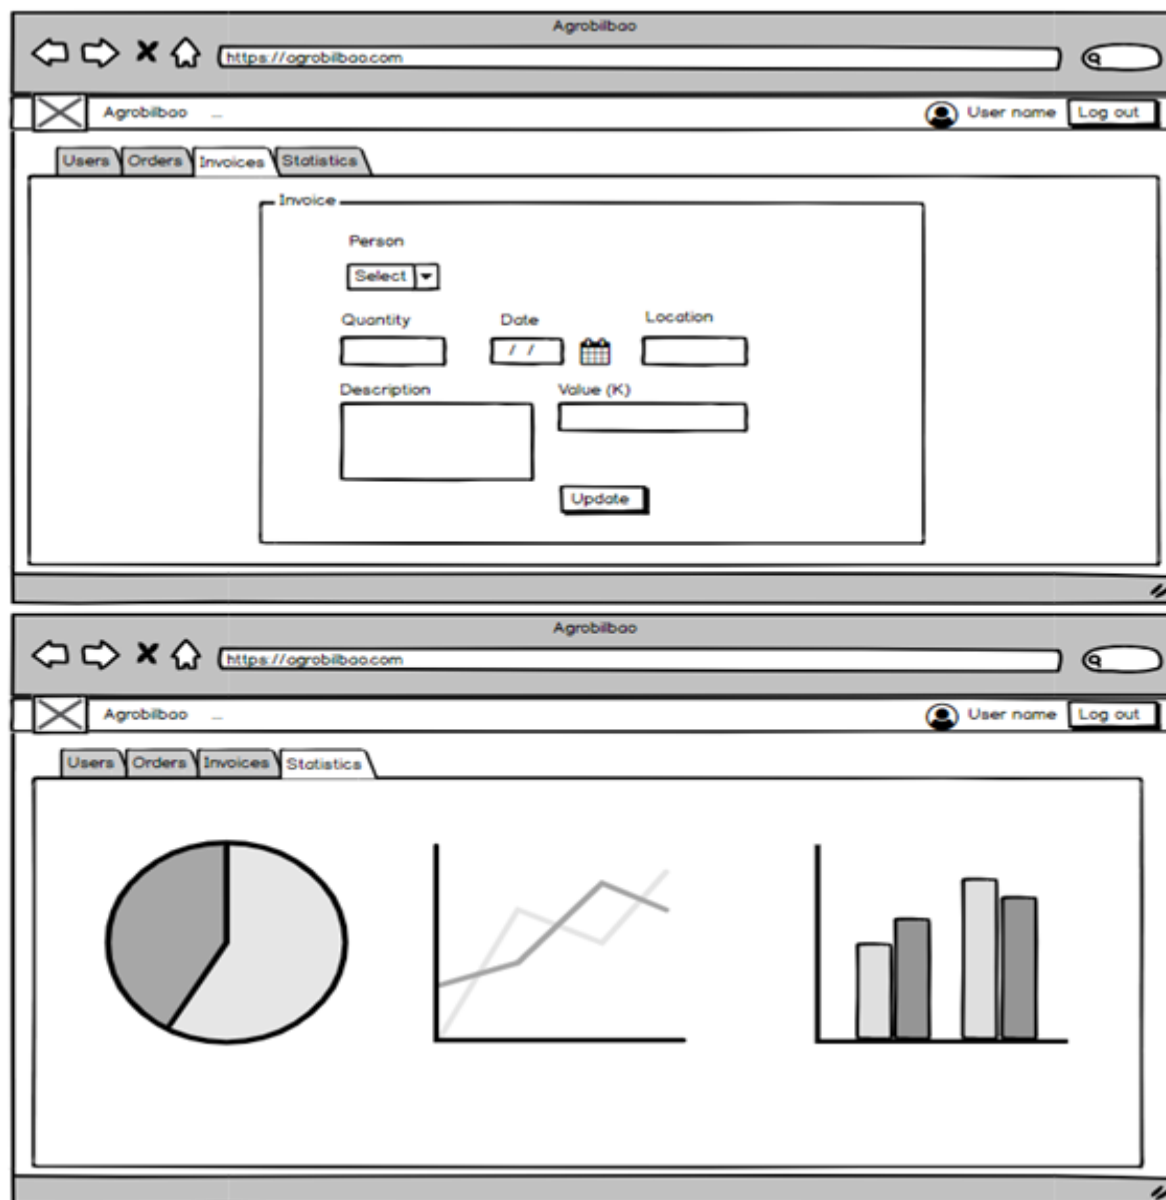 Agrobilbao
https://agrobilbao.com
Agrobilbao ... User name Log out
Users Orders Invoices Statistics
Invoice
Person
Select
Quantity Date Location
/ /
Description Value (K)
Update
Agrobilbao
https://agrobilbao.com
Agrobilbao ... User name Log out
Users Orders Invoices Statistics